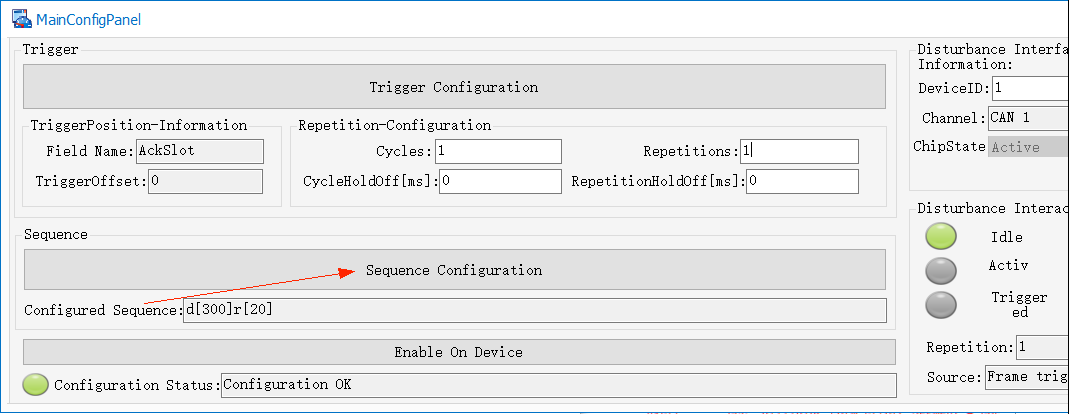 MainConfigPanel
Trigger
Trigger Configuration
TriggerPosition-Information
Field Name: AckSlot
TriggerOffset: 0
Repetition-Configuration
Cycles: 1
Repetitions: 1
CycleHoldOff[ms]: 0
RepetitionHoldOff[ms]: 0
Sequence
Sequence Configuration
Configured Sequence: d[300]r[20]
Enable On Device
Configuration Status: Configuration OK
Disturbance Interfa
Information:
DeviceID: 1
Channel: CAN 1
ChipState Active
Disturbance Interac
Idle
Activ
Trigger
ed
Repetition: 1
Source: Frame trig